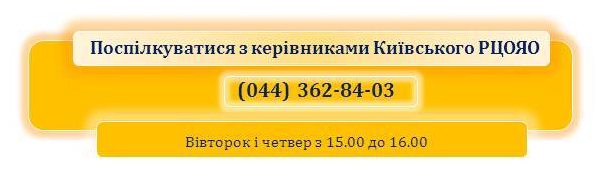 Поспілкуватися з керівниками Київського РЦОЯО
(044) 362-84-03
Вівторок і четвер з 15.00 до 16.00